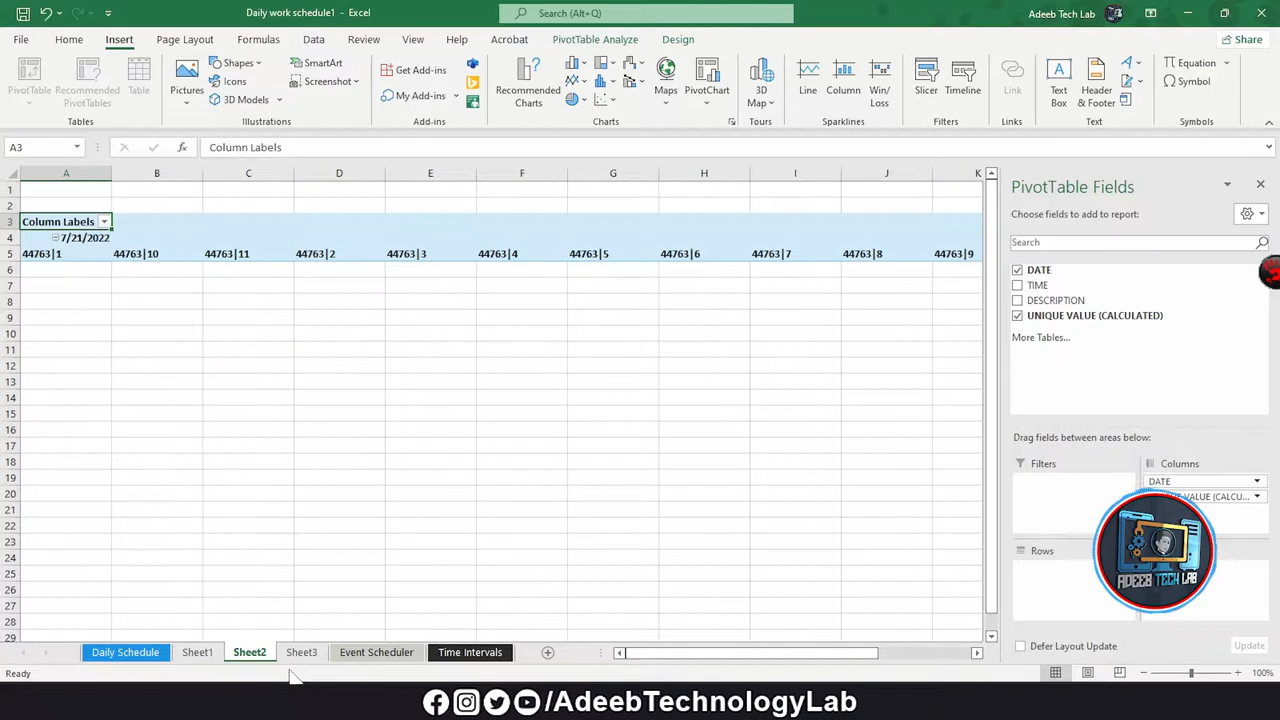 Daily work schedule1 - Excel
Search (Alt+Q)
Adeeb Tech Lab
File Home Insert Page Layout Formulas Data Review View Help Acrobat PivotTable Analyze Design
Share
PivotTable
Recommended
PivotTables
Table
Tables
Pictures
Shapes
Icons
3D Models
SmartArt
Screenshot
Illustrations
Get Add-ins
My Add-ins
Add-ins
Recommended
Charts
Maps
PivotChart
Charts
3D
Map
Tours
Line
Column
Win/
Loss
Sparklines
Slicer
Timeline
Filters
Link
Links
Text
Box
Header
& Footer
Text
Equation
Symbol
Symbols
A3
Column Labels
A B C D E F G H I J K
1
2
3 Column Labels
4 7/21/2022
5 44763|1 44763|10 44763|11 44763|2 44763|3 44763|4 44763|5 44763|6 44763|7 44763|8 44763|9
6
7
8
9
10
11
12
13
14
15
16
17
18
19
20
21
22
23
24
25
26
27
28
29
PivotTable Fields
Choose fields to add to report:
Search
DATE
TIME
DESCRIPTION
UNIQUE VALUE (CALCULATED)
More Tables...
Drag fields between areas below:
Filters
Columns
DATE
VALUE (CALCU...
Rows
ADEEB TECH LAB
Defer Layout Update
Update
Daily Schedule Sheet1 Sheet2 Sheet3 Event Scheduler Time Intervals
Ready
100%
/AdeebTechnologyLab